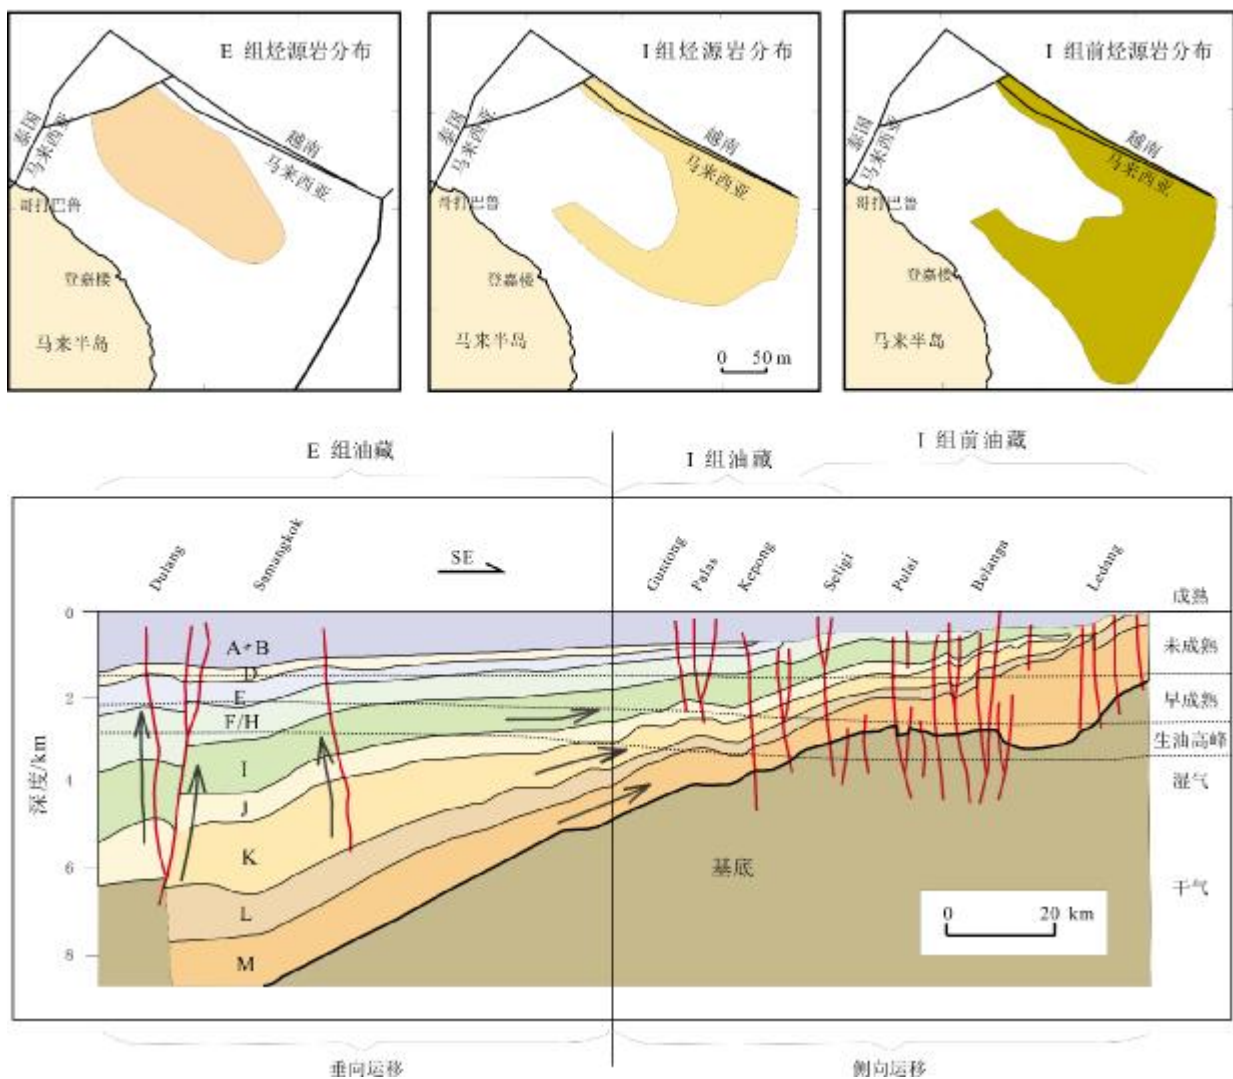 E 组烃源岩分布
泰国
马来西亚
越南
马来西亚
哥打巴鲁
登嘉楼
马来半岛
I 组烃源岩分布
泰国
马来西亚
越南
马来西亚
哥打巴鲁
登嘉楼
马来半岛
0 50 m
I 组前烃源岩分布
泰国
马来西亚
越南
马来西亚
哥打巴鲁
登嘉楼
马来半岛
E 组油藏
I 组油藏
I 组前油藏
Dulang
Samangkok
SE
Guntong
Palas
Kepong
Seligi
Pulai
Belanga
Ledang
成熟
深度/km
0
2
4
6
8
A+B
D
E
F/H
I
J
K
L
M
基底
未成熟
早成熟
生油高峰
湿气
干气
0 20 km
垂向运移
侧向运移